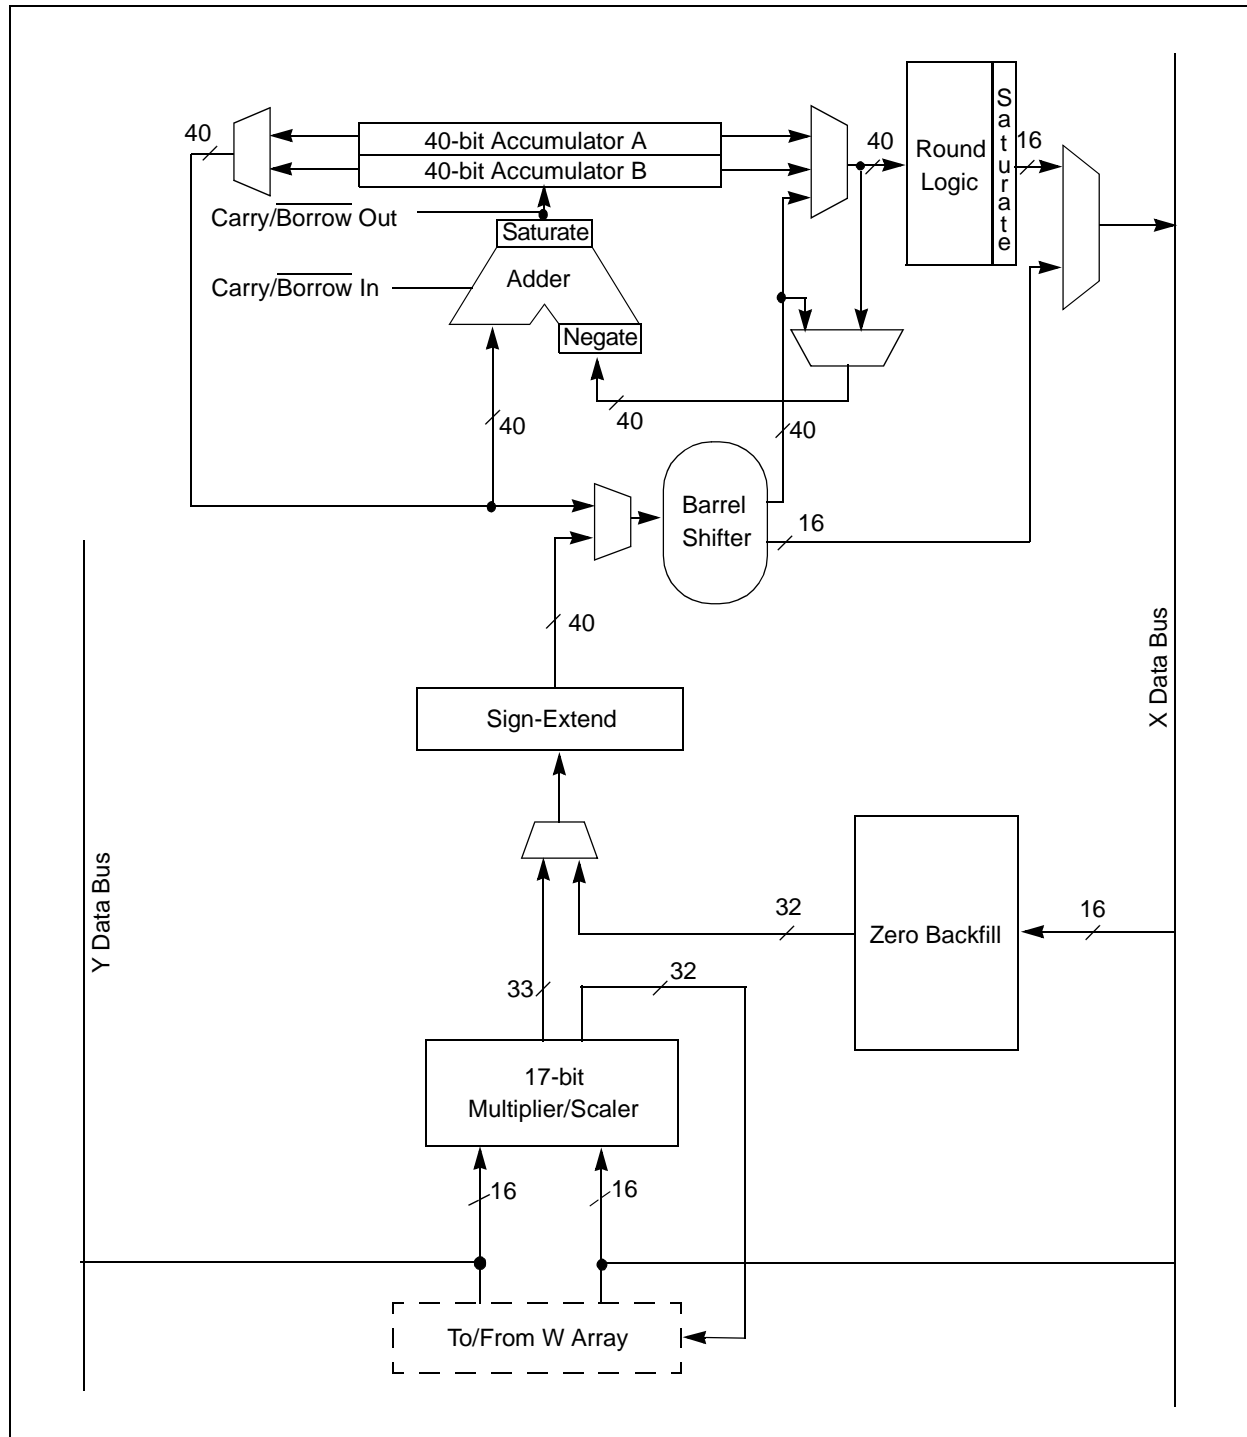 40
40-bit Accumulator A
40-bit Accumulator B
40
Round
Logic
Saturate
16
Carry/Borrow Out
Saturate
Adder
Carry/Borrow In
Negate
40
40
40
Barrel
Shifter
16
40
X Data Bus
Sign-Extend
Y Data Bus
32
Zero Backfill
16
33
32
17-bit
Multiplier/Scaler
16
16
To/From W Array